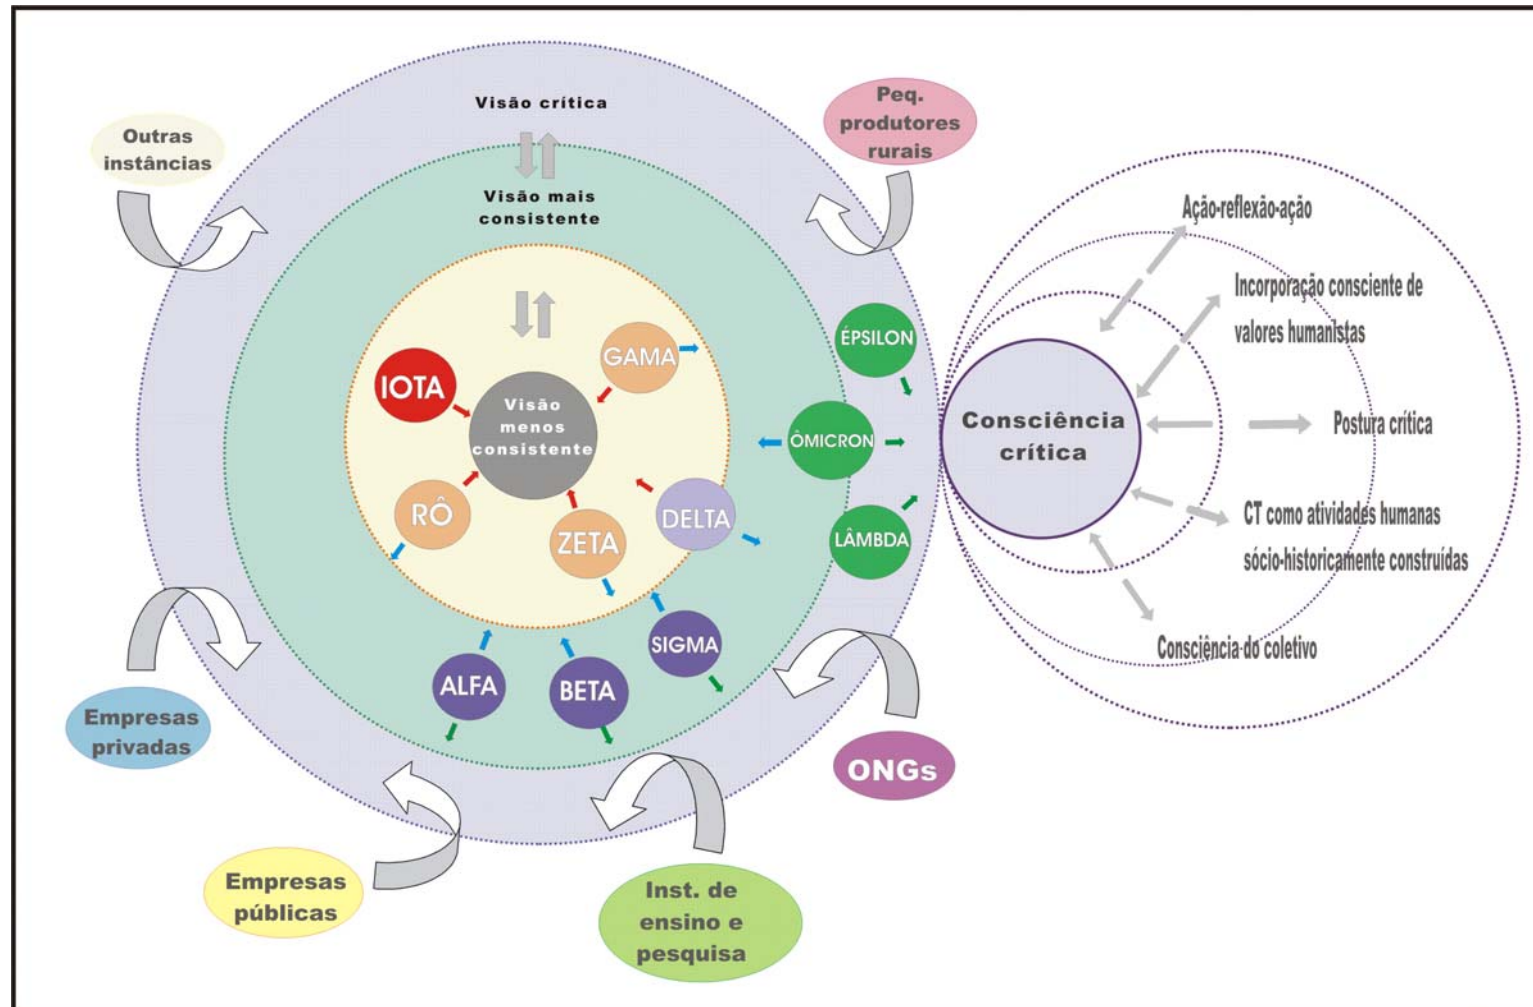 Visão crítica
Outras
instâncias
Peq.
produtores
rurais
Visão mais
consistente
Ação-reflexão-ação
Incorporação consciente de
valores humanistas
ÉPSILON
GAMA
IOTA
Visão
menos
consistente
ÔMICRON
Consciência
crítica
Postura crítica
RÔ
ZETA
DELTA
LÂMBDA
CT como atividades humanas
sócio-historicamente construídas
SIGMA
Consciência do coletivo
ALFA
BETA
Empresas
privadas
ONGs
Empresas
públicas
Inst. de
ensino e
pesquisa